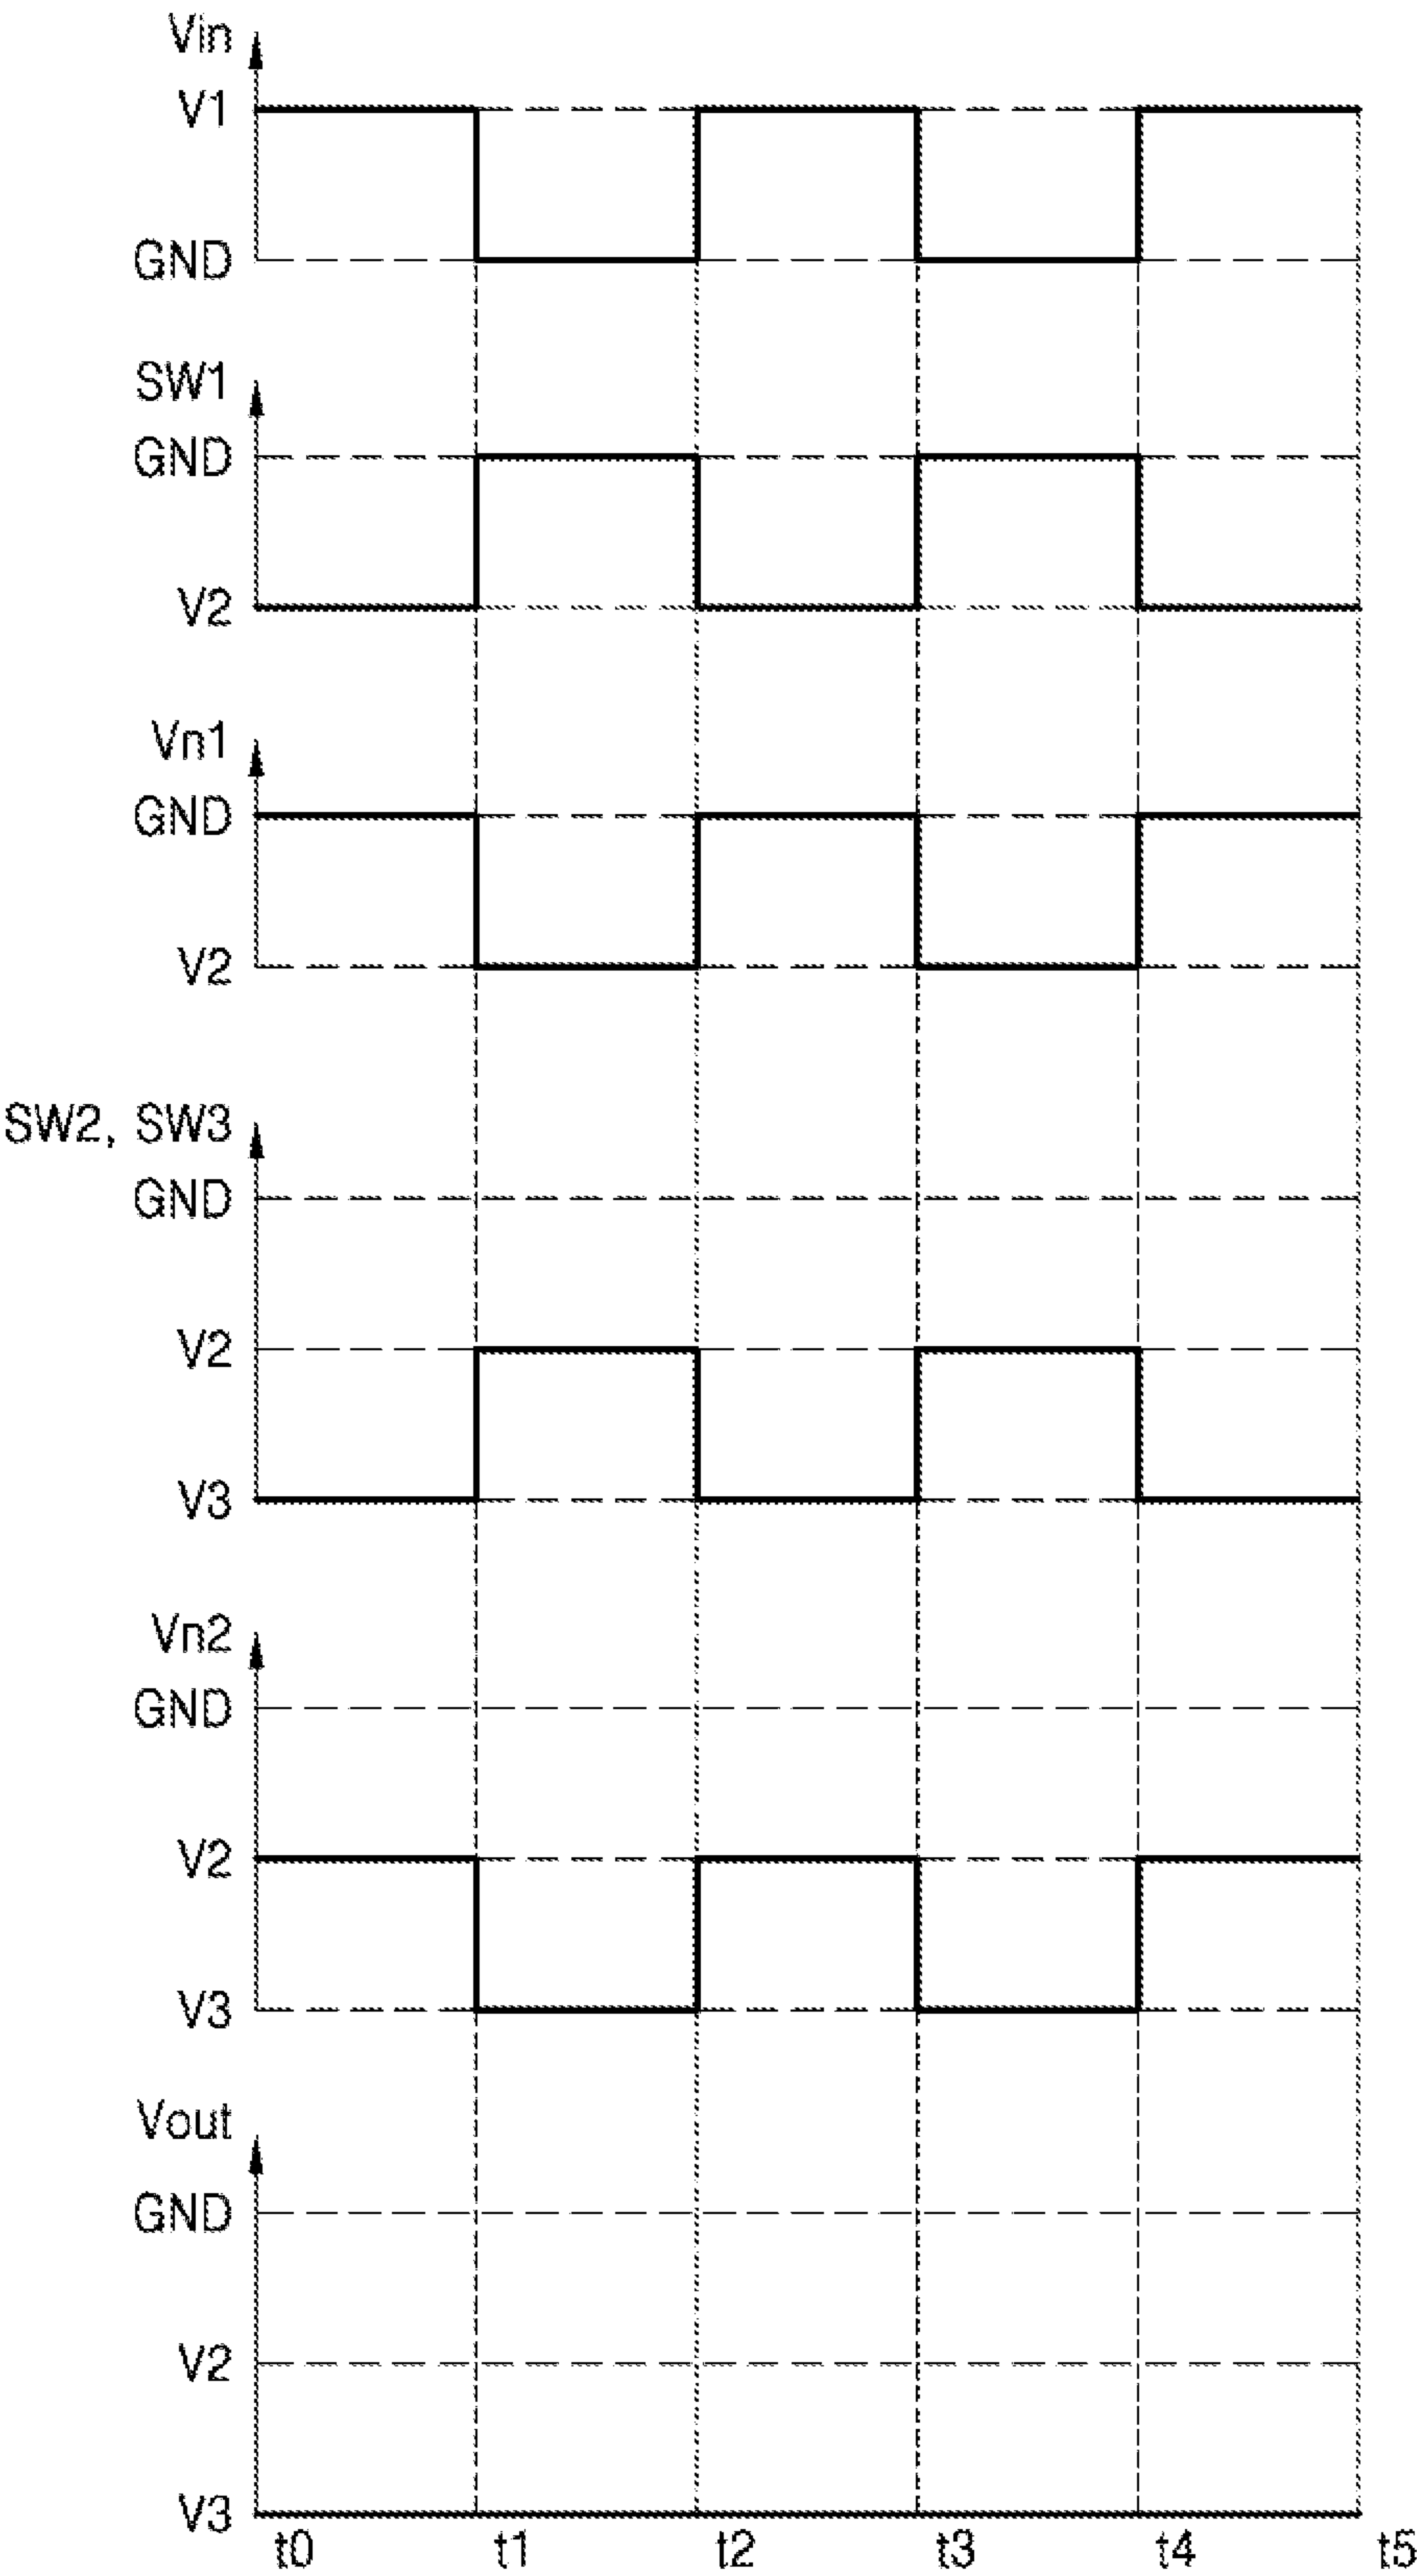 Vin
V1
GND
SW1
GND
V2
Vn1
GND
V2
SW2, SW3
GND
V2
V3
Vn2
GND
V2
V3
Vout
GND
V2
V3
t0 t1 t2 t3 t4 t5